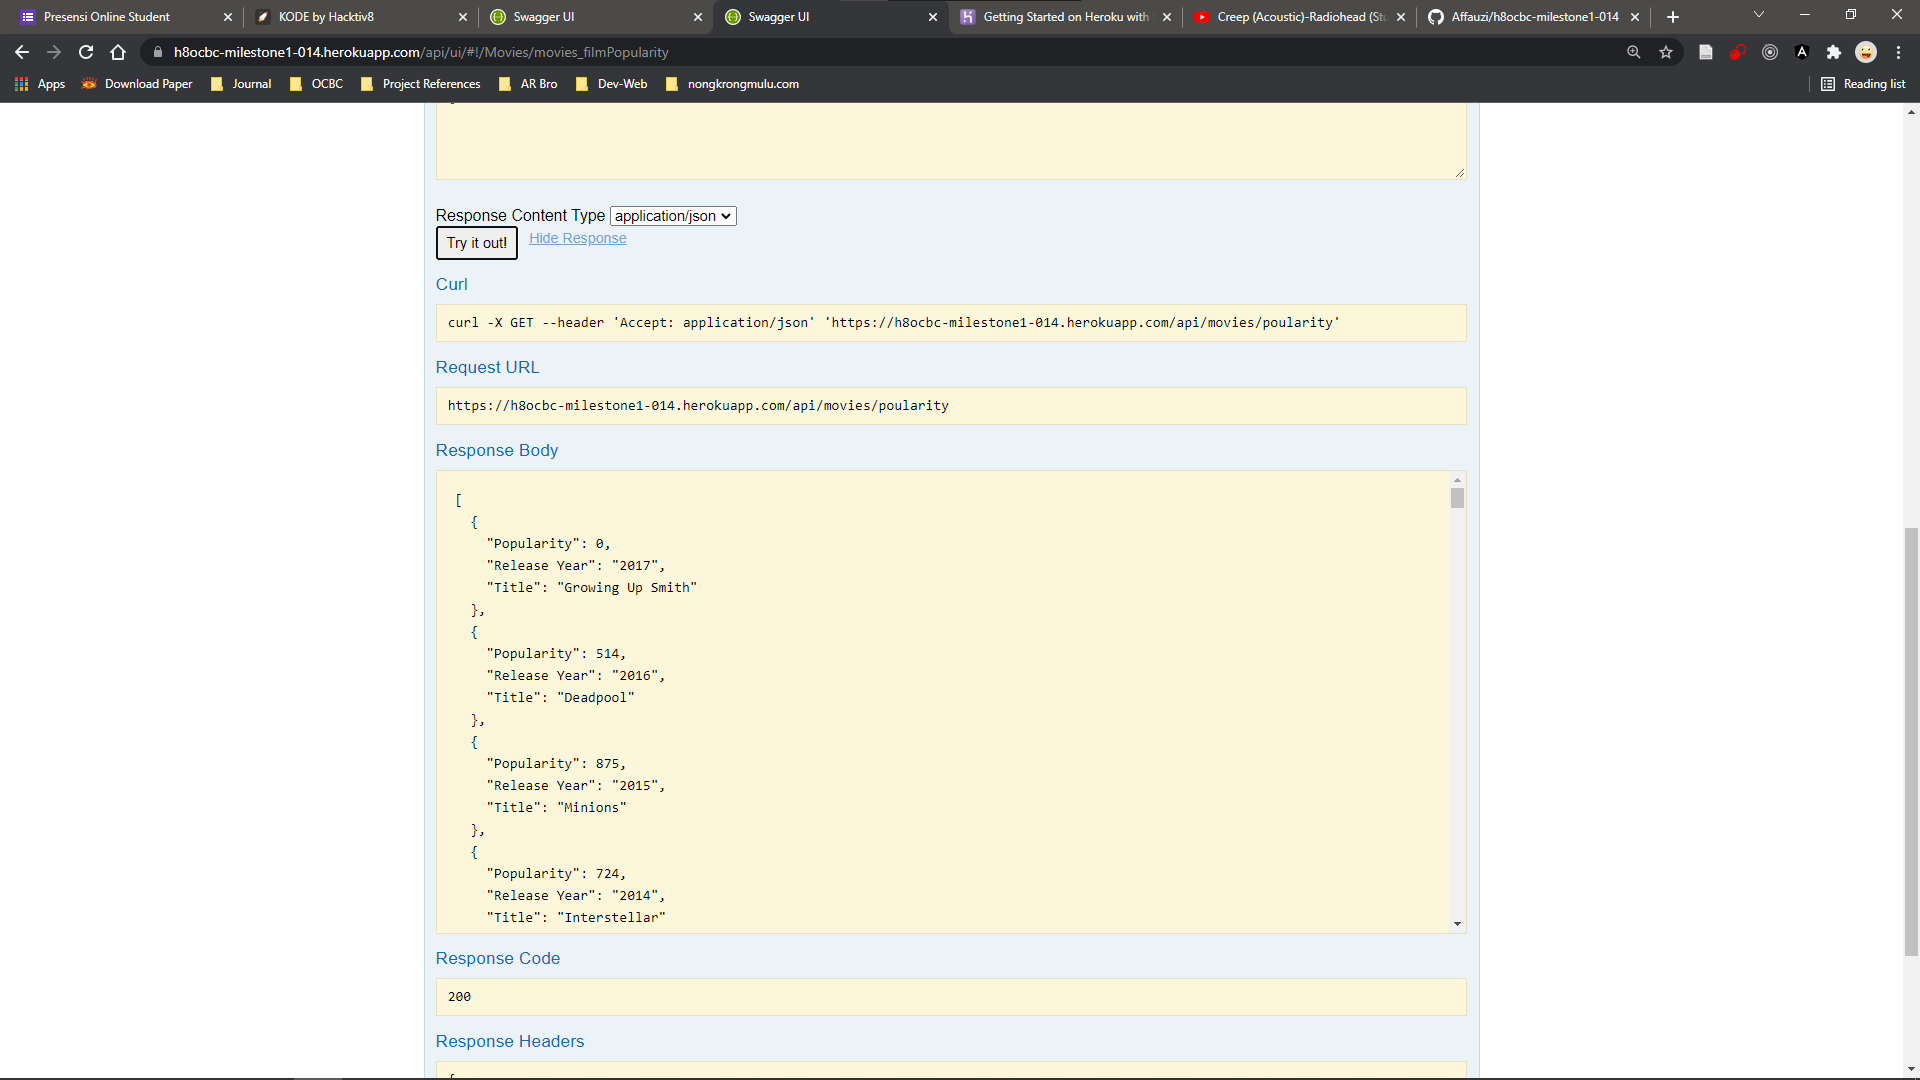 Presensi Online Student
KODE by Hacktiv8
Swagger UI
Swagger UI
Getting Started on Heroku with
Creep (Acoustic)-Radiohead (Stu
Affauzi/h8ocbc-milestone1-014
h8ocbc-milestone1-014.herokuapp.com/api/ui/#!/Movies/movies_filmPopularity
Apps
Download Paper
Journal
OCBC
Project References
AR Bro
Dev-Web
nongkrongmulu.com
Reading list
Response Content Type application/json
Try it out! Hide Response
Curl
curl -X GET --header 'Accept: application/json' 'https://h8ocbc-milestone1-014.herokuapp.com/api/movies/poularity'
Request URL
https://h8ocbc-milestone1-014.herokuapp.com/api/movies/poularity
Response Body
[
{
"Popularity": 0,
"Release Year": "2017",
"Title": "Growing Up Smith"
},
{
"Popularity": 514,
"Release Year": "2016",
"Title": "Deadpool"
},
{
"Popularity": 875,
"Release Year": "2015",
"Title": "Minions"
},
{
"Popularity": 724,
"Release Year": "2014",
"Title": "Interstellar"
Response Code
200
Response Headers
{